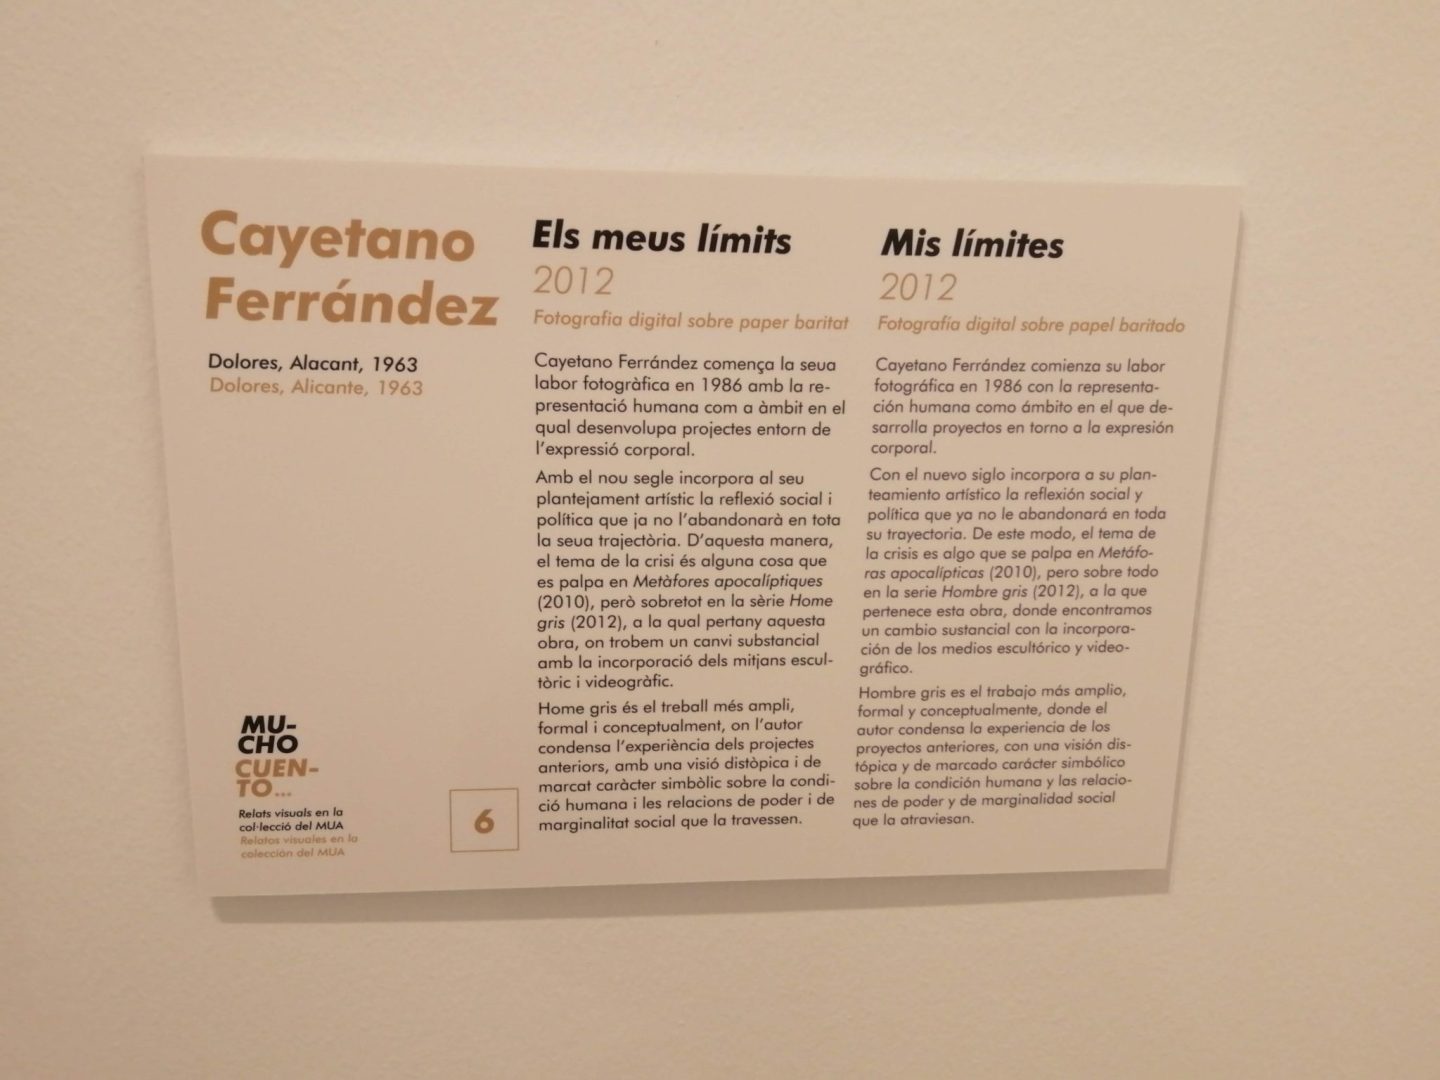 Cayetano
Ferrández
Dolores, Alacant, 1963
Dolores, Alicante, 1963
MU-
CHO
CUEN-
TO...
Relats visuals en la
col·lecció del MUA
Relatos visuales en la
colección del MUA
6
Els meus límits
2012
Fotografia digital sobre paper baritat
Cayetano Ferrández comença la seua
labor fotogràfica en 1986 amb la re-
presentació humana com a àmbit en el
qual desenvolupa projectes entorn de
l'expressió corporal.
Amb el nou segle incorpora al seu
plantejament artístic la reflexió social i
política que ja no l'abandonarà en tota
la seua trajectòria. D'aquesta manera,
el tema de la crisi és alguna cosa que
es palpa en Metàfores apocalíptiques
(2010), però sobretot en la sèrie Home
gris (2012), a la qual pertany aquesta
obra, on trobem un canvi substancial
amb la incorporació dels mitjans escul-
tòric i videogràfic.
Home gris és el treball més ampli,
formal i conceptualment, on l'autor
condensa l'experiència dels projectes
anteriors, amb una visió distòpica i de
marcat caràcter simbòlic sobre la condi-
ció humana i les relacions de poder i de
marginalitat social que la travessen.
Mis límites
2012
Fotografía digital sobre papel baritado
Cayetano Ferrández comienza su labor
fotográfica en 1986 con la representa-
ción humana como ámbito en el que de-
sarrolla proyectos en torno a la expresión
corporal.
Con el nuevo siglo incorpora a su plan-
teamiento artístico la reflexión social y
política que ya no le abandonará en toda
su trayectoria. De este modo, el tema de
la crisis es algo que se palpa en Metáfo-
ras apocalípticas (2010), pero sobre todo
en la serie Hombre gris (2012), a la que
pertenece esta obra, donde encontramos
un cambio sustancial con la incorpora-
ción de los medios escultórico y video-
gráfico.
Hombre gris es el trabajo más amplio,
formal y conceptualmente, donde el
autor condensa la experiencia de los
proyectos anteriores, con una visión dis-
tópica y de marcado carácter simbólico
sobre la condición humana y las relacio-
nes de poder y de marginalidad social
que la atraviesan.